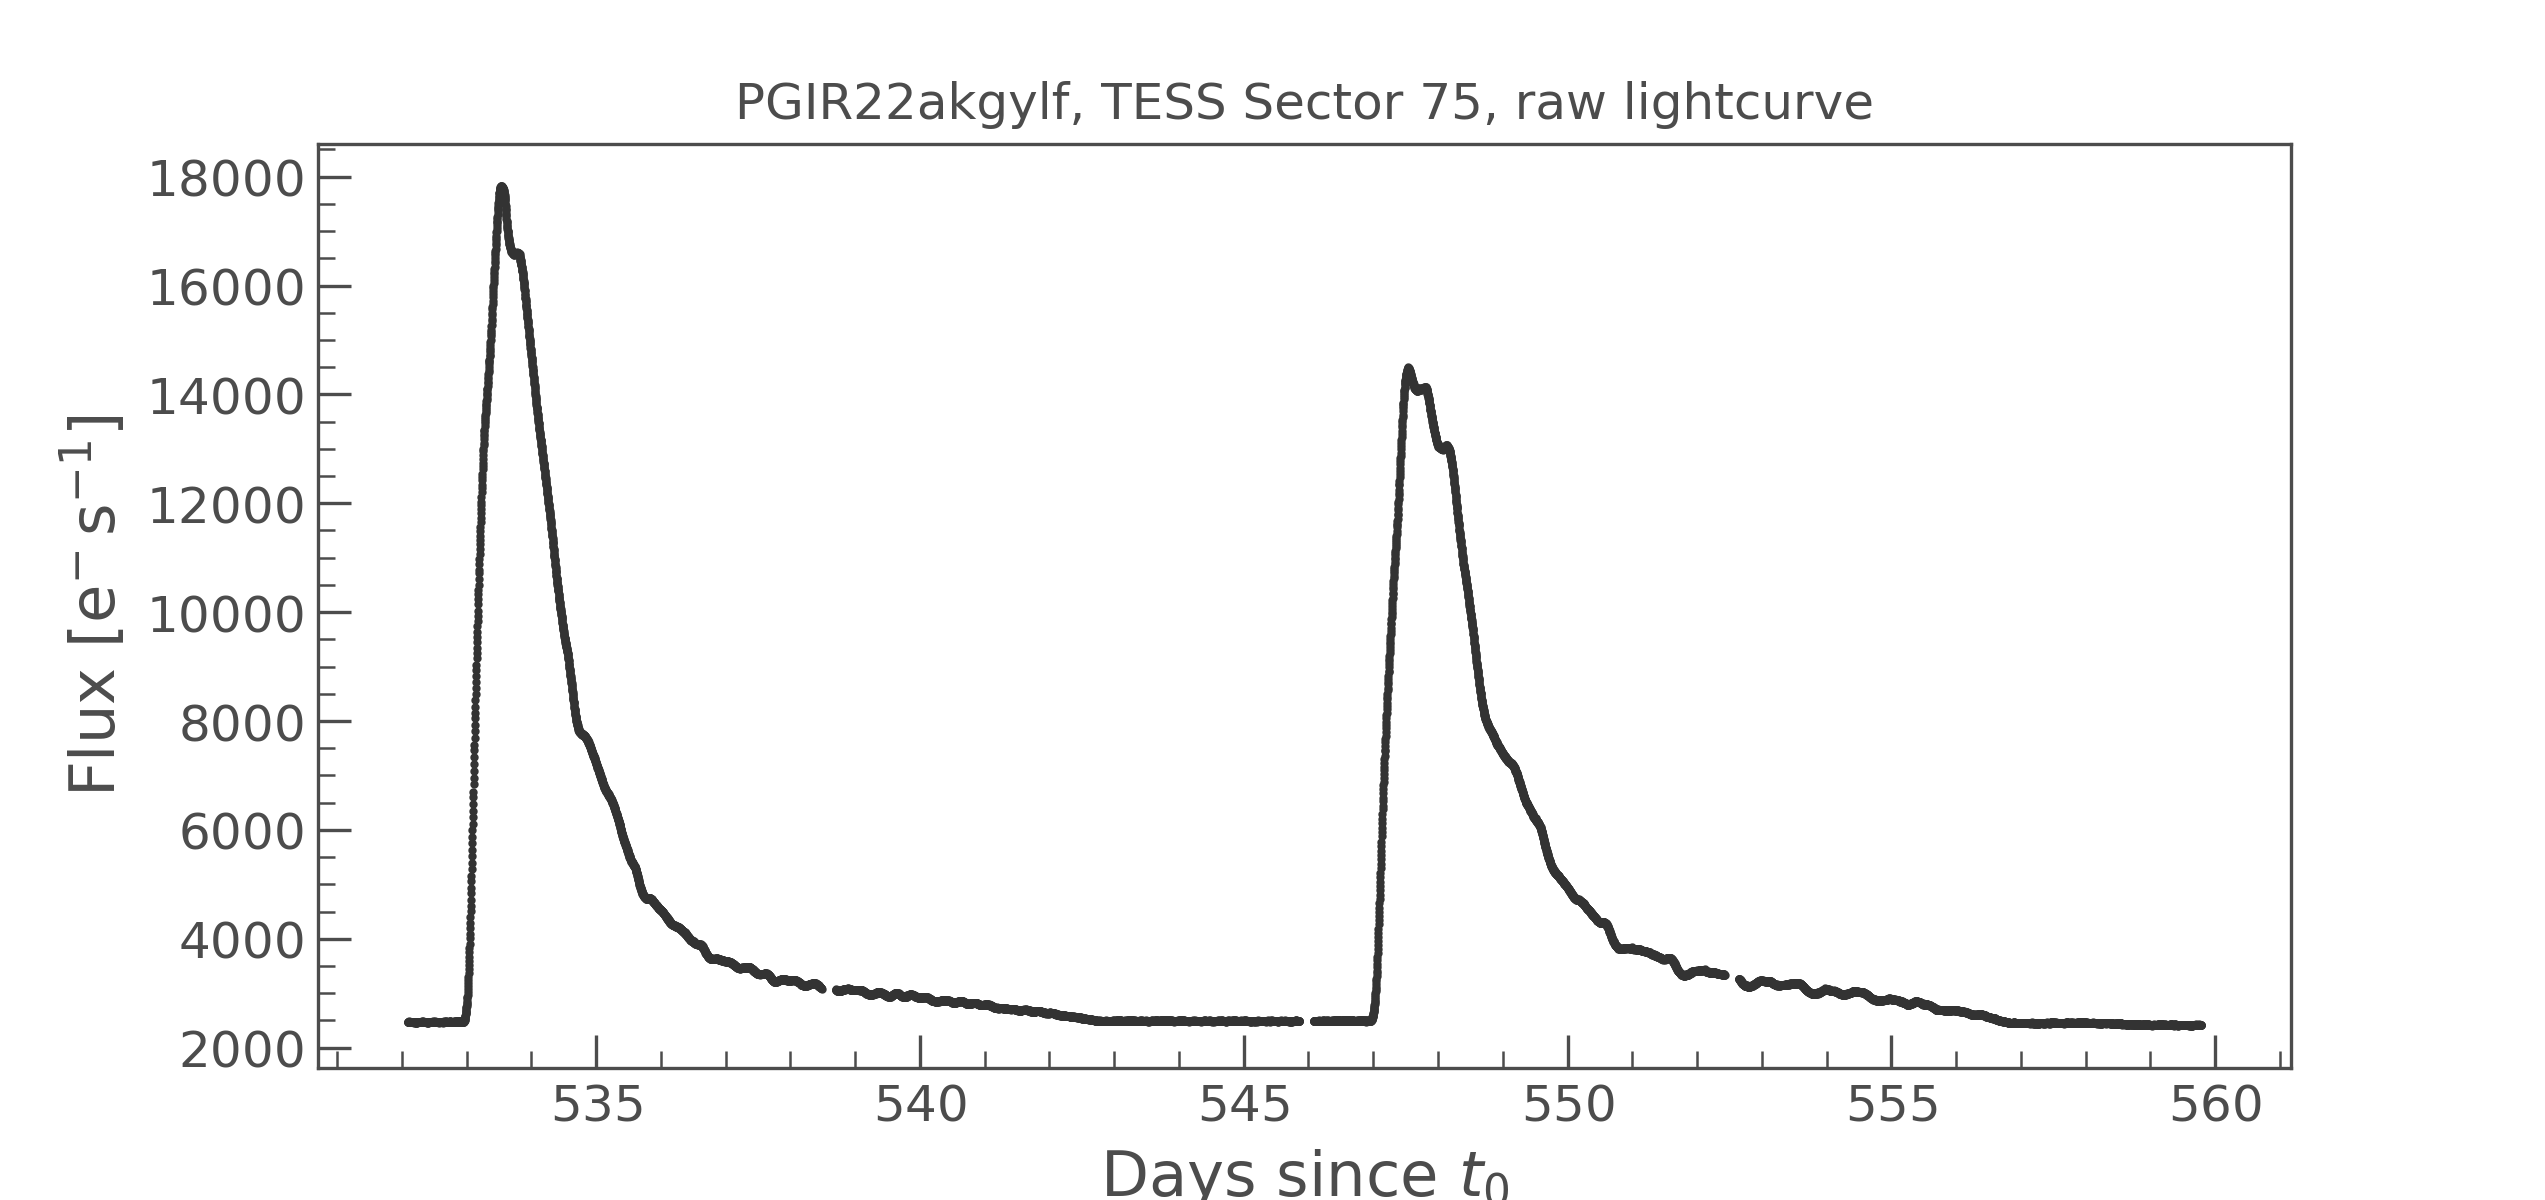 PGIR22akgylf, TESS Sector 75, raw lightcurve
Flux [e⁻ s⁻¹]
18000
16000
14000
12000
10000
8000
6000
4000
2000
535 540 545 550 555 560
Days since t₀